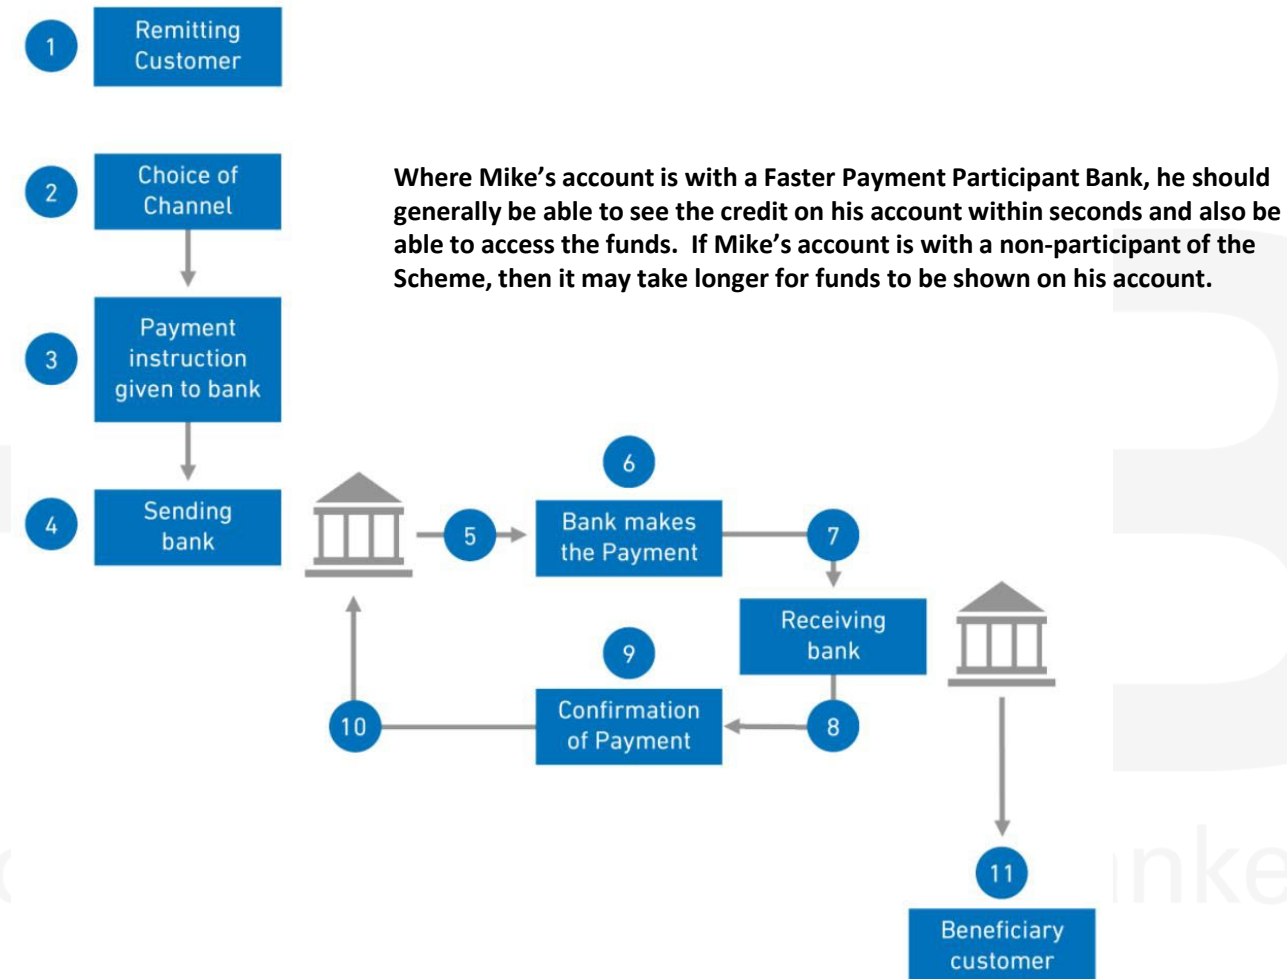 1
Remitting
Customer
2
Choice of
Channel
Where Mike’s account is with a Faster Payment Participant Bank, he should
generally be able to see the credit on his account within seconds and also be
able to access the funds.  If Mike’s account is with a non-participant of the
Scheme, then it may take longer for funds to be shown on his account.
3
Payment
instruction
given to bank
4
Sending
bank
5
6
Bank makes
the Payment
7
Receiving
bank
8
9
Confirmation
of Payment
10
11
Beneficiary
customer